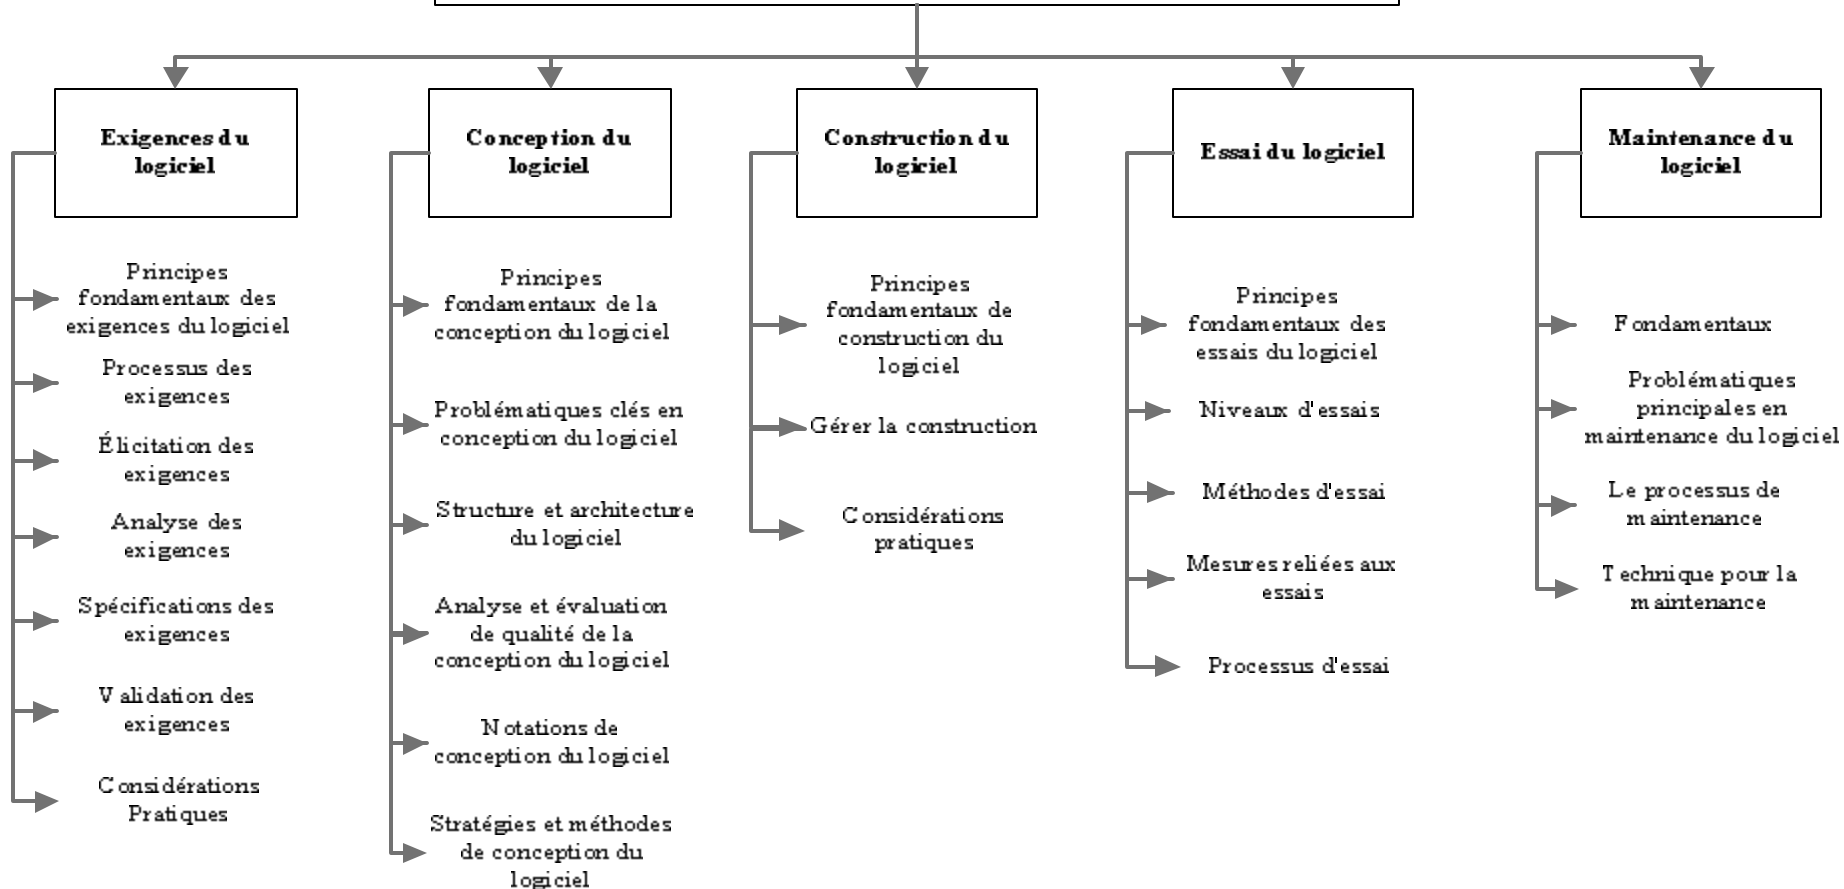 Exigences du
logiciel
Principes
fondamentaux des
exigences du logiciel
Processus des
exigences
Élicitation des
exigences
Analyse des
exigences
Spécifications des
exigences
Validation des
exigences
Considérations
Pratiques
Conception du
logiciel
Principes
fondamentaux de la
conception du logiciel
Problématiques clés en
conception du logiciel
Structure et architecture
du logiciel
Analyse et évaluation
de qualité de la
conception du logiciel
Notations de
conception du logiciel
Stratégies et méthodes
de conception du
logiciel
Construction du
logiciel
Principes
fondamentaux de
construction du
logiciel
Gérer la construction
Considérations
pratiques
Essai du logiciel
Principes
fondamentaux des
essais du logiciel
Niveaux d'essais
Méthodes d'essai
Mesures reliées aux
essais
Processus d'essai
Maintenance du
logiciel
Fondamentaux
Problématiques
principales en
maintenance du logiciel
Le processus de
maintenance
Technique pour la
maintenance